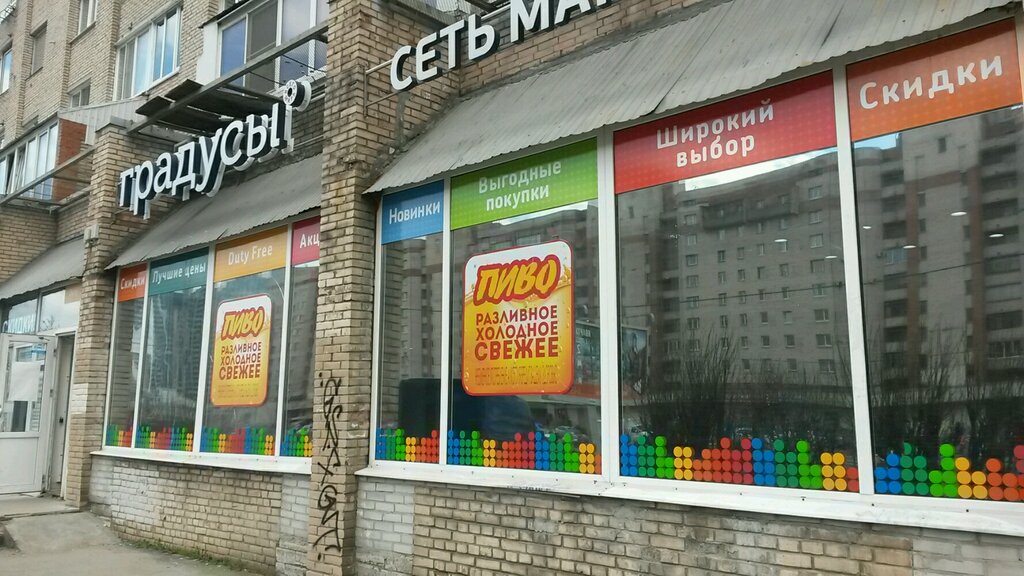 градусы°
СЕТЬ МА
Скидки
Лучшие цены
Duty Free
Новинки
Выгодные
покупки
Широкий
выбор
Скидки
ПИВО
РАЗЛИВНОЕ
ХОЛОДНОЕ
СВЕЖЕЕ
ПИВО
РАЗЛИВНОЕ
ХОЛОДНОЕ
СВЕЖЕЕ